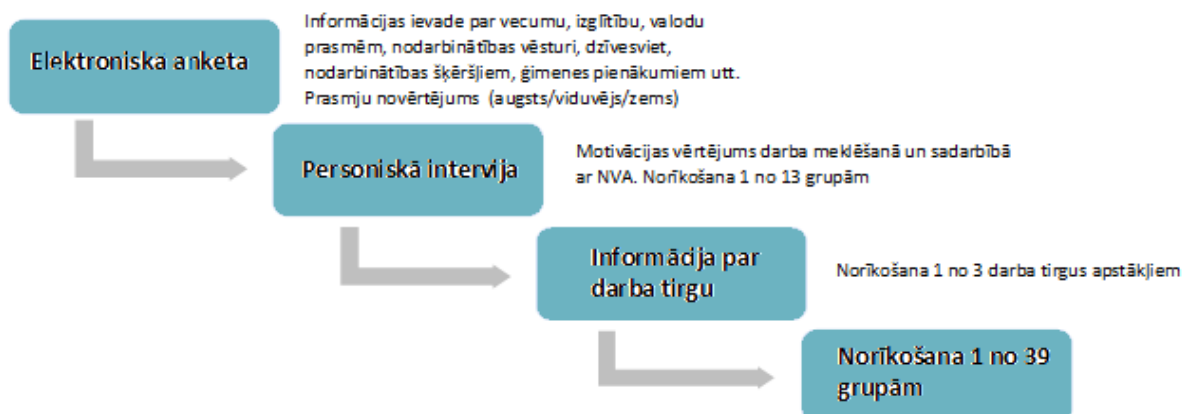 Elektroniska anketa
Informācijas ievade par vecumu, izglītību, valodu
prasmēm, nodarbinātības vēsturi, dzīvesviet,
nodarbinātības šķēršļiem, ģimenes pienākumiem utt.
Prasmju novērtējums (augsts/viduvējs/zems)
Personiskā intervija
Motivācijas vērtējums darba meklēšanā un sadarbībā
ar NVA. Norīkošana 1 no 13 grupām
Informācija par
darba tirgu
Norīkošana 1 no 3 darba tirgus apstākļiem
Norīkošana 1 no 39
grupām